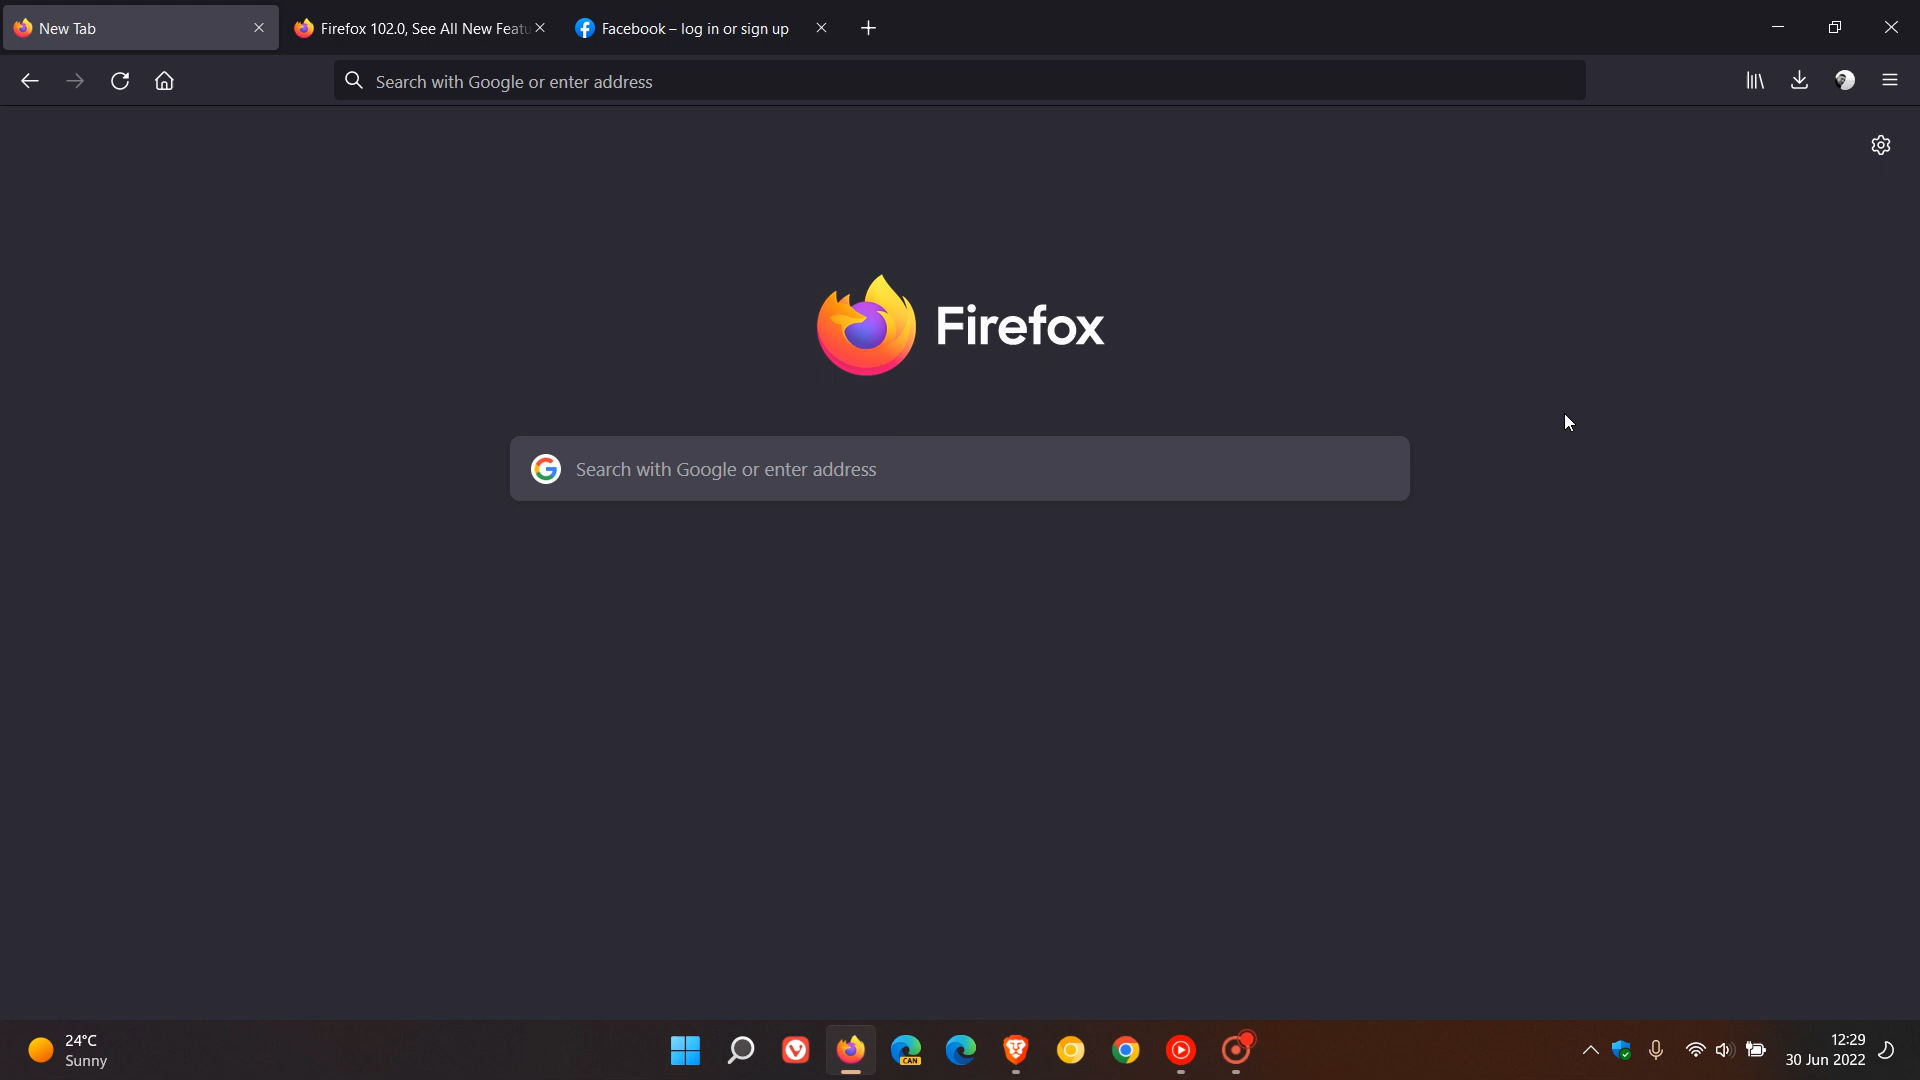 New Tab
Firefox 102.0, See All New Featu
Facebook – log in or sign up
Search with Google or enter address
Firefox
Search with Google or enter address
24°C
Sunny
CAN
12:29
30 Jun 2022